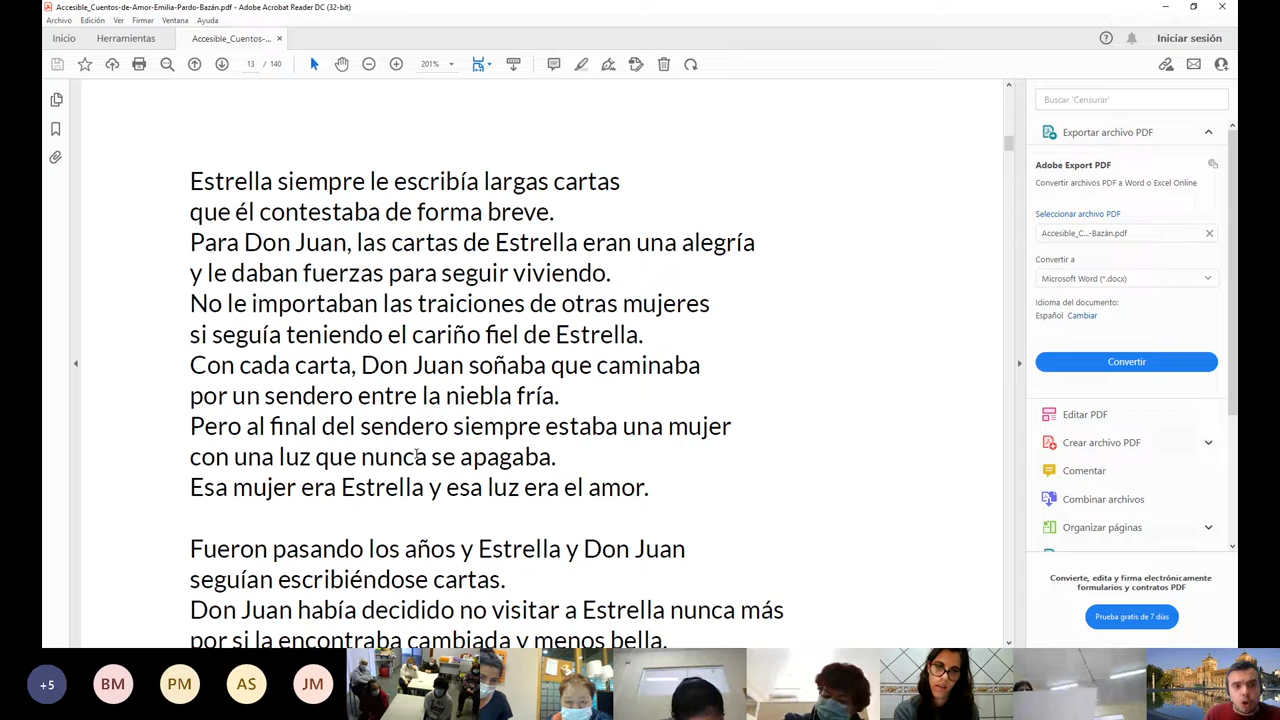 Accesible_Cuentos-de-Amor-Emilia-Pardo-Bazán.pdf - Adobe Acrobat Reader DC (32-bit)
Archivo Edición Ver Firmar Ventana Ayuda
Inicio Herramientas Accesible_Cuentos-... × Iniciar sesión
13 / 140 201%
Buscar 'Censurar'
Exportar archivo PDF
Adobe Export PDF
Convertir archivos PDF a Word o Excel Online
Seleccionar archivo PDF
Accesible_C...-Bazán.pdf
Convertir a
Microsoft Word (*.docx)
Idioma del documento:
Español Cambiar
Convertir
Editar PDF
Crear archivo PDF
Comentar
Combinar archivos
Organizar páginas
Convierte, edita y firma electrónicamente
formularios y contratos PDF
Prueba gratis de 7 días
Estrella siempre le escribía largas cartas
que él contestaba de forma breve.
Para Don Juan, las cartas de Estrella eran una alegría
y le daban fuerzas para seguir viviendo.
No le importaban las traiciones de otras mujeres
si seguía teniendo el cariño fiel de Estrella.
Con cada carta, Don Juan soñaba que caminaba
por un sendero entre la niebla fría.
Pero al final del sendero siempre estaba una mujer
con una luz que nunca se apagaba.
Esa mujer era Estrella y esa luz era el amor.
Fueron pasando los años y Estrella y Don Juan
seguían escribiéndose cartas.
Don Juan había decidido no visitar a Estrella nunca más
por si la encontraba cambiada y menos bella.
+5 BM PM AS JM